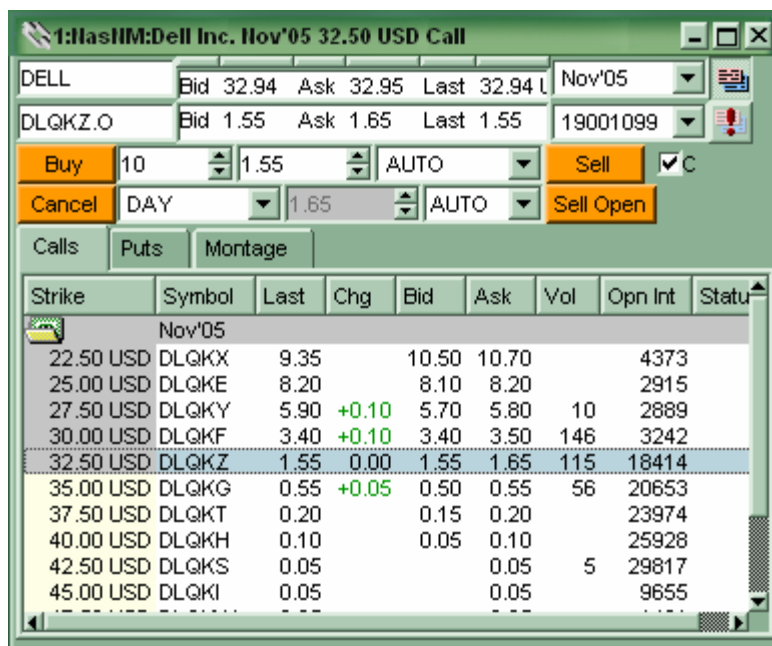 1:NasNM:Dell Inc. Nov'05 32.50 USD Call
DELL Bid 32.94 Ask 32.95 Last 32.94 Nov'05
DLQKZ.O Bid 1.55 Ask 1.65 Last 1.55 19001099
Buy 10 1.55 AUTO Sell C
Cancel DAY 1.65 AUTO Sell Open
Calls Puts Montage
Strike Symbol Last Chg Bid Ask Vol Opn Int Statu
Nov'05
22.50 USD DLQKX 9.35 10.50 10.70 4373
25.00 USD DLQKE 8.20 8.10 8.20 2915
27.50 USD DLQKY 5.90 +0.10 5.70 5.80 10 2889
30.00 USD DLQKF 3.40 +0.10 3.40 3.50 146 3242
32.50 USD DLQKZ 1.55 0.00 1.55 1.65 115 18414
35.00 USD DLQKG 0.55 +0.05 0.50 0.55 56 20653
37.50 USD DLQKT 0.20 0.15 0.20 23974
40.00 USD DLQKH 0.10 0.05 0.10 25928
42.50 USD DLQKS 0.05 0.05 5 29817
45.00 USD DLQKI 0.05 0.05 9655